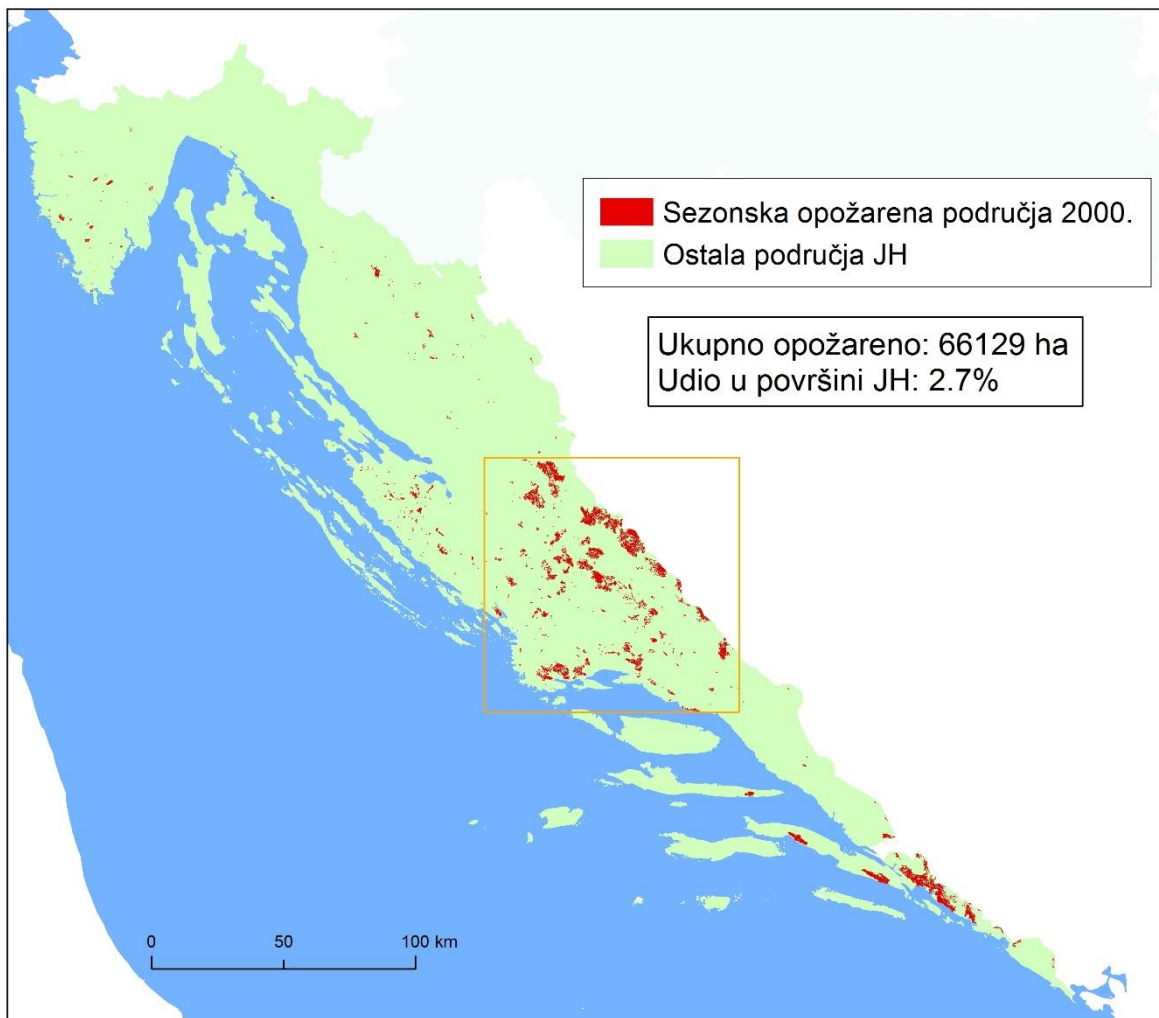 Sezonska opožarena područja 2000.
Ostala područja JH
Ukupno opožareno: 66129 ha
Udio u površini JH: 2.7%
0 50 100 km